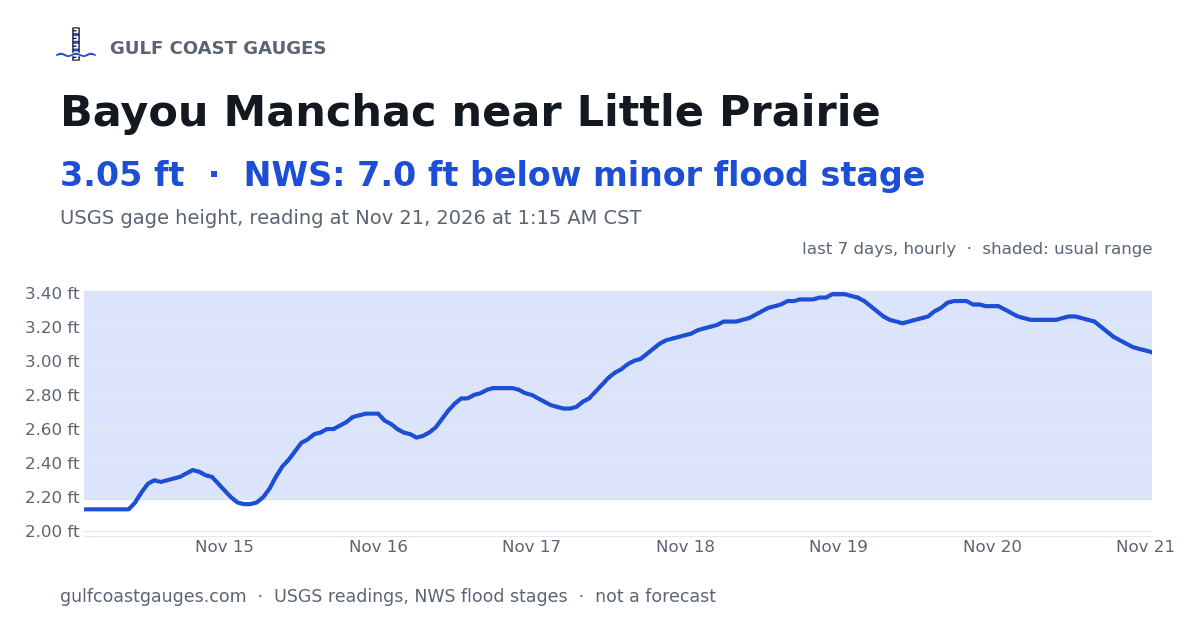 GULF COAST GAUGES
Bayou Manchac near Little Prairie
3.05 ft · NWS: 7.0 ft below minor flood stage
USGS gage height, reading at Nov 21, 2026 at 1:15 AM CST
last 7 days, hourly · shaded: usual range
3.40 ft
3.20 ft
3.00 ft
2.80 ft
2.60 ft
2.40 ft
2.20 ft
2.00 ft
Nov 15 Nov 16 Nov 17 Nov 18 Nov 19 Nov 20 Nov 21
gulfcoastgauges.com · USGS readings, NWS flood stages · not a forecast